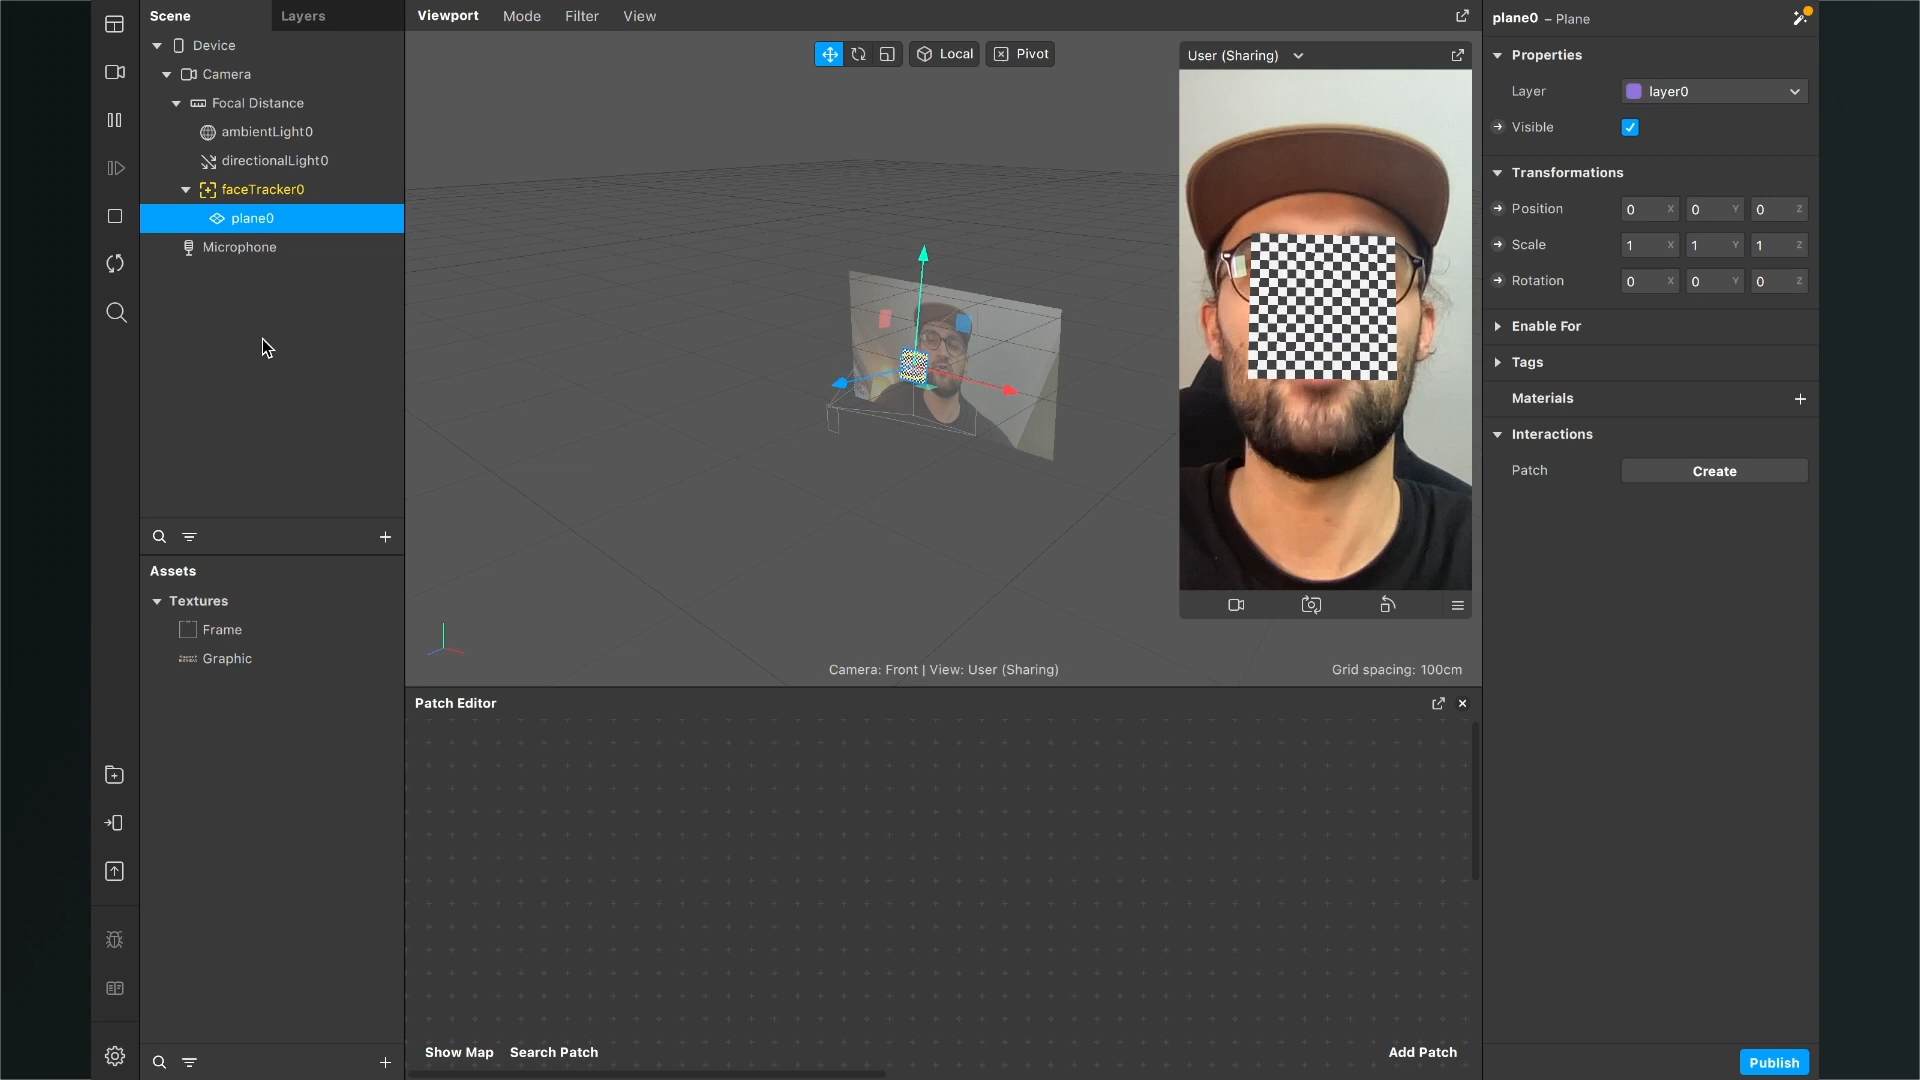 Scene
Layers
Device
Camera
Focal Distance
ambientLight0
directionalLight0
faceTracker0
plane0
Microphone
Assets
Textures
Frame
Graphic
Viewport Mode Filter View
Local
Pivot
User (Sharing)
Camera: Front | View: User (Sharing)
Grid spacing: 100cm
Patch Editor
Show Map
Search Patch
Add Patch
plane0 – Plane
Properties
Layer layer0
Visible
Transformations
Position 0 X 0 Y 0 Z
Scale 1 X 1 Y 1 Z
Rotation 0 X 0 Y 0 Z
Enable For
Tags
Materials
Interactions
Patch Create
Publish